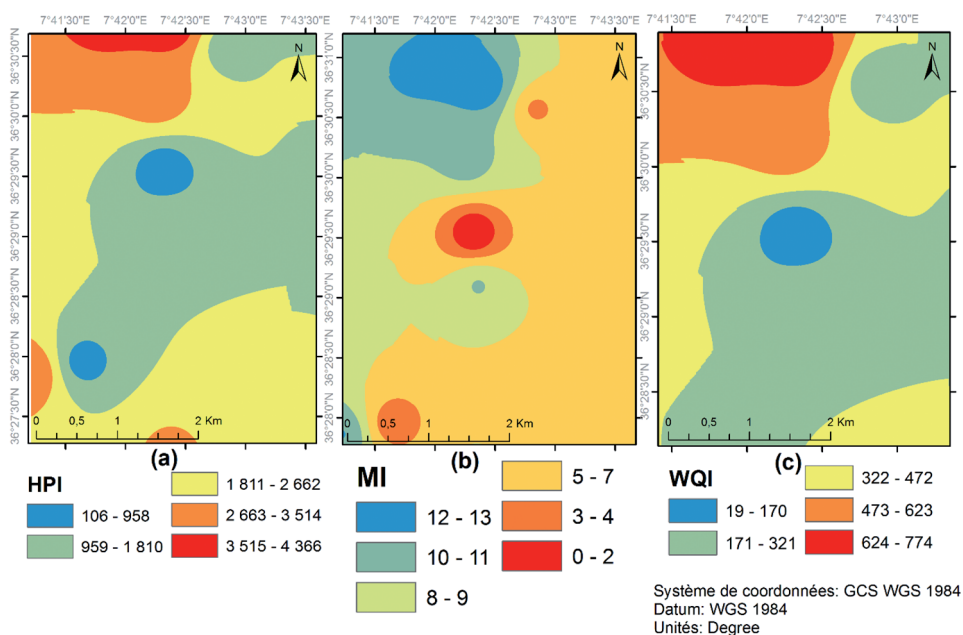 7°41'30"E 7°42'0"E 7°42'30"E 7°43'0"E
36°30'30"N
36°30'0"N
36°29'30"N
36°29'0"N
36°28'30"N
36°28'0"N
36°27'30"N
N
0 0,5 1 2 Km
(a)
HPI
106 - 958
959 - 1 810
1 811 - 2 662
2 663 - 3 514
3 515 - 4 366
7°41'30"E 7°42'0"E 7°42'30"E 7°43'0"E
36°31'0"N
36°30'30"N
36°30'0"N
36°29'30"N
36°29'0"N
36°28'30"N
36°28'0"N
N
0 0,5 1 2 Km
(b)
MI
12 - 13
10 - 11
8 - 9
5 - 7
3 - 4
0 - 2
7°41'30"E 7°42'0"E 7°42'30"E 7°43'0"E
36°30'30"N
36°30'0"N
36°29'30"N
36°29'0"N
36°28'30"N
N
0 0,5 1 2 Km
(c)
WQI
19 - 170
171 - 321
322 - 472
473 - 623
624 - 774
Système de coordonnées: GCS WGS 1984
Datum: WGS 1984
Unités: Degree